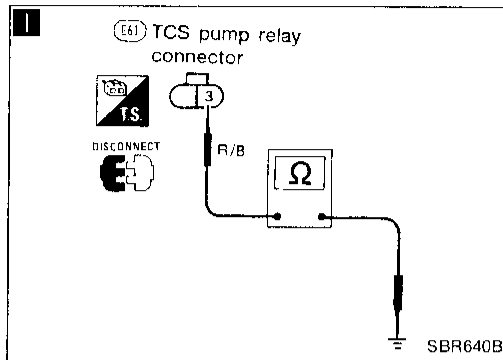 I
E61 TCS pump relay
connector
3
T.S.
DISCONNECT
R/B
Ω
SBR640B